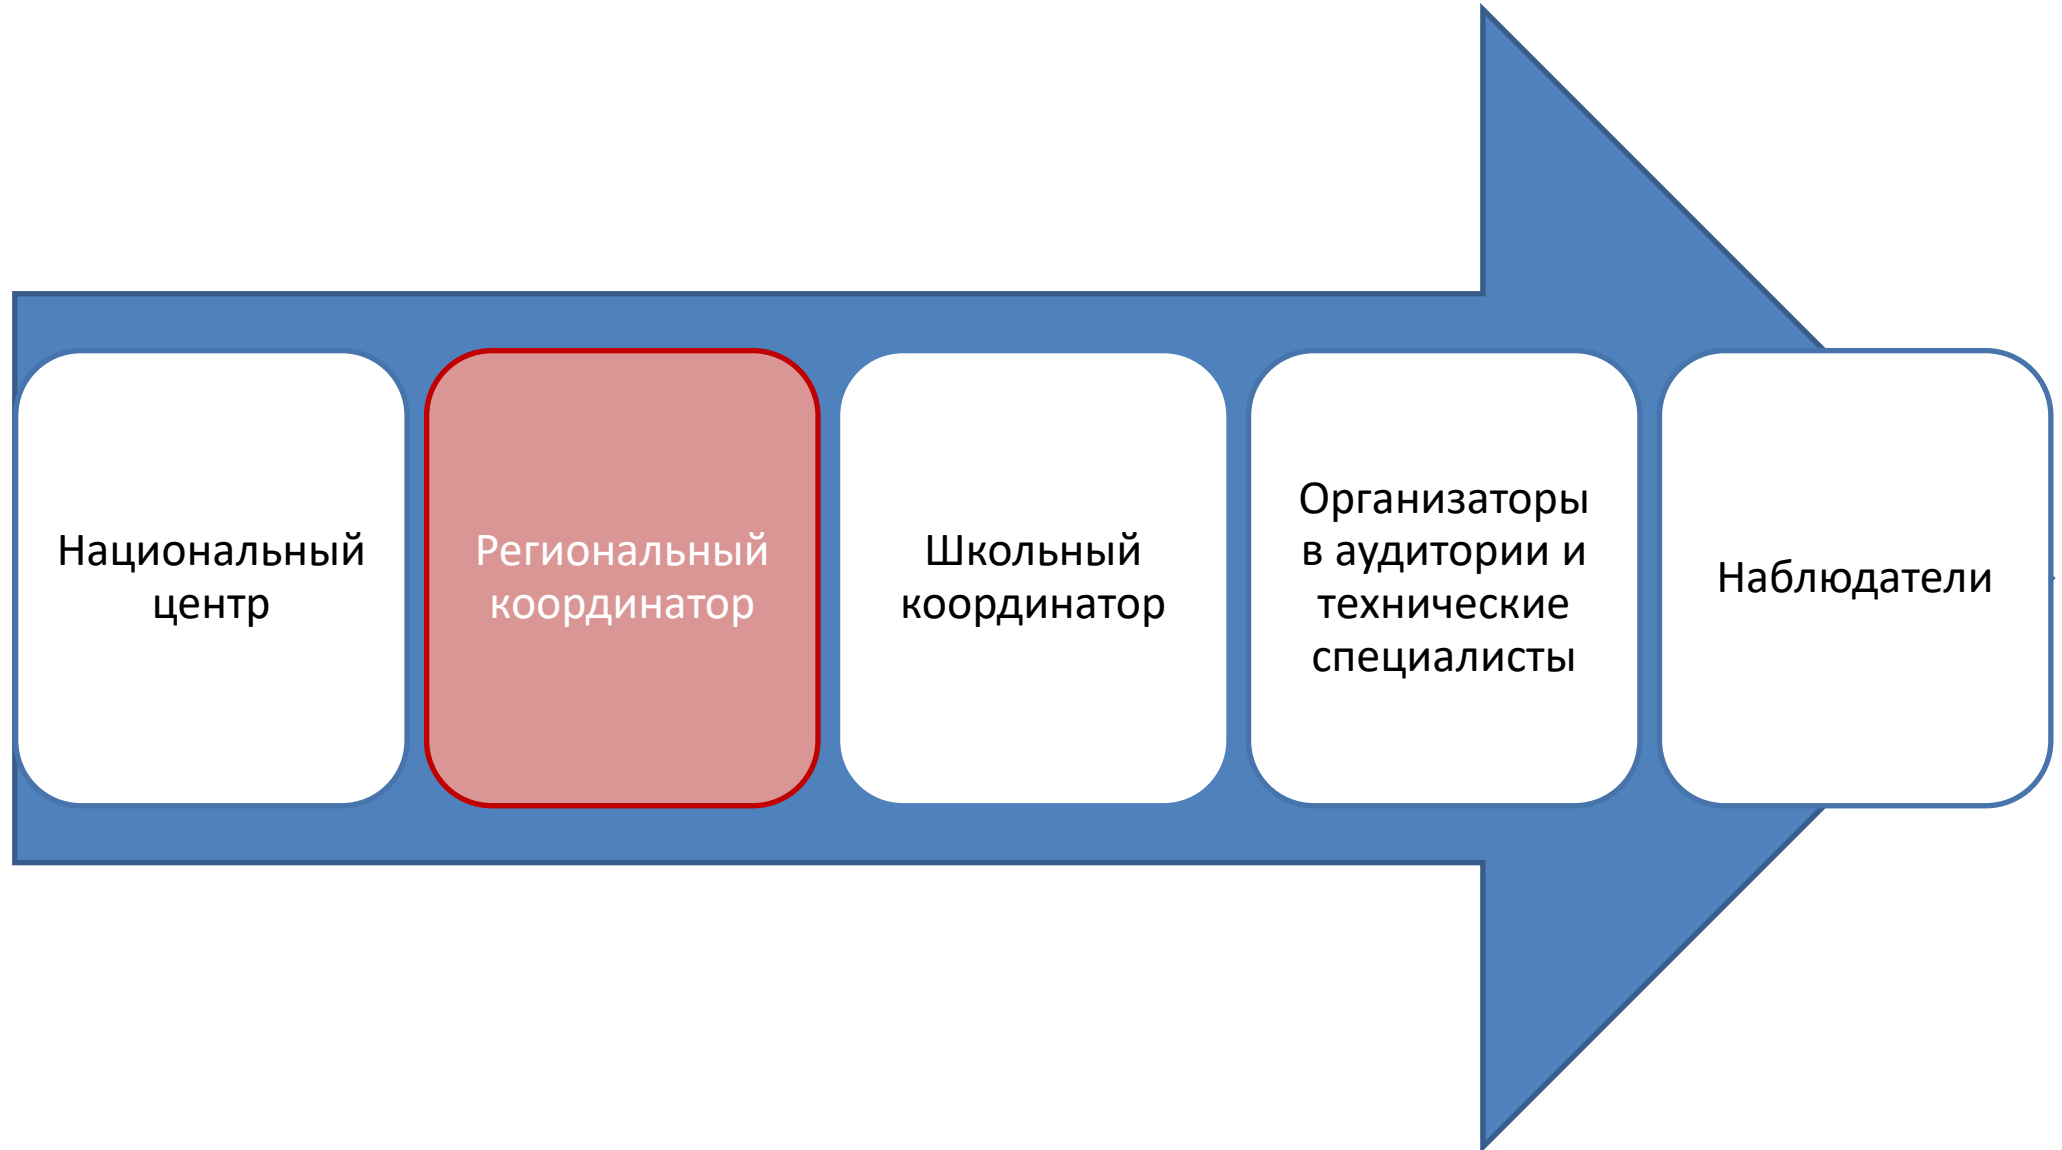 Национальный
центр
Региональный
координатор
Школьный
координатор
Организаторы
в аудитории и
технические
специалисты
Наблюдатели